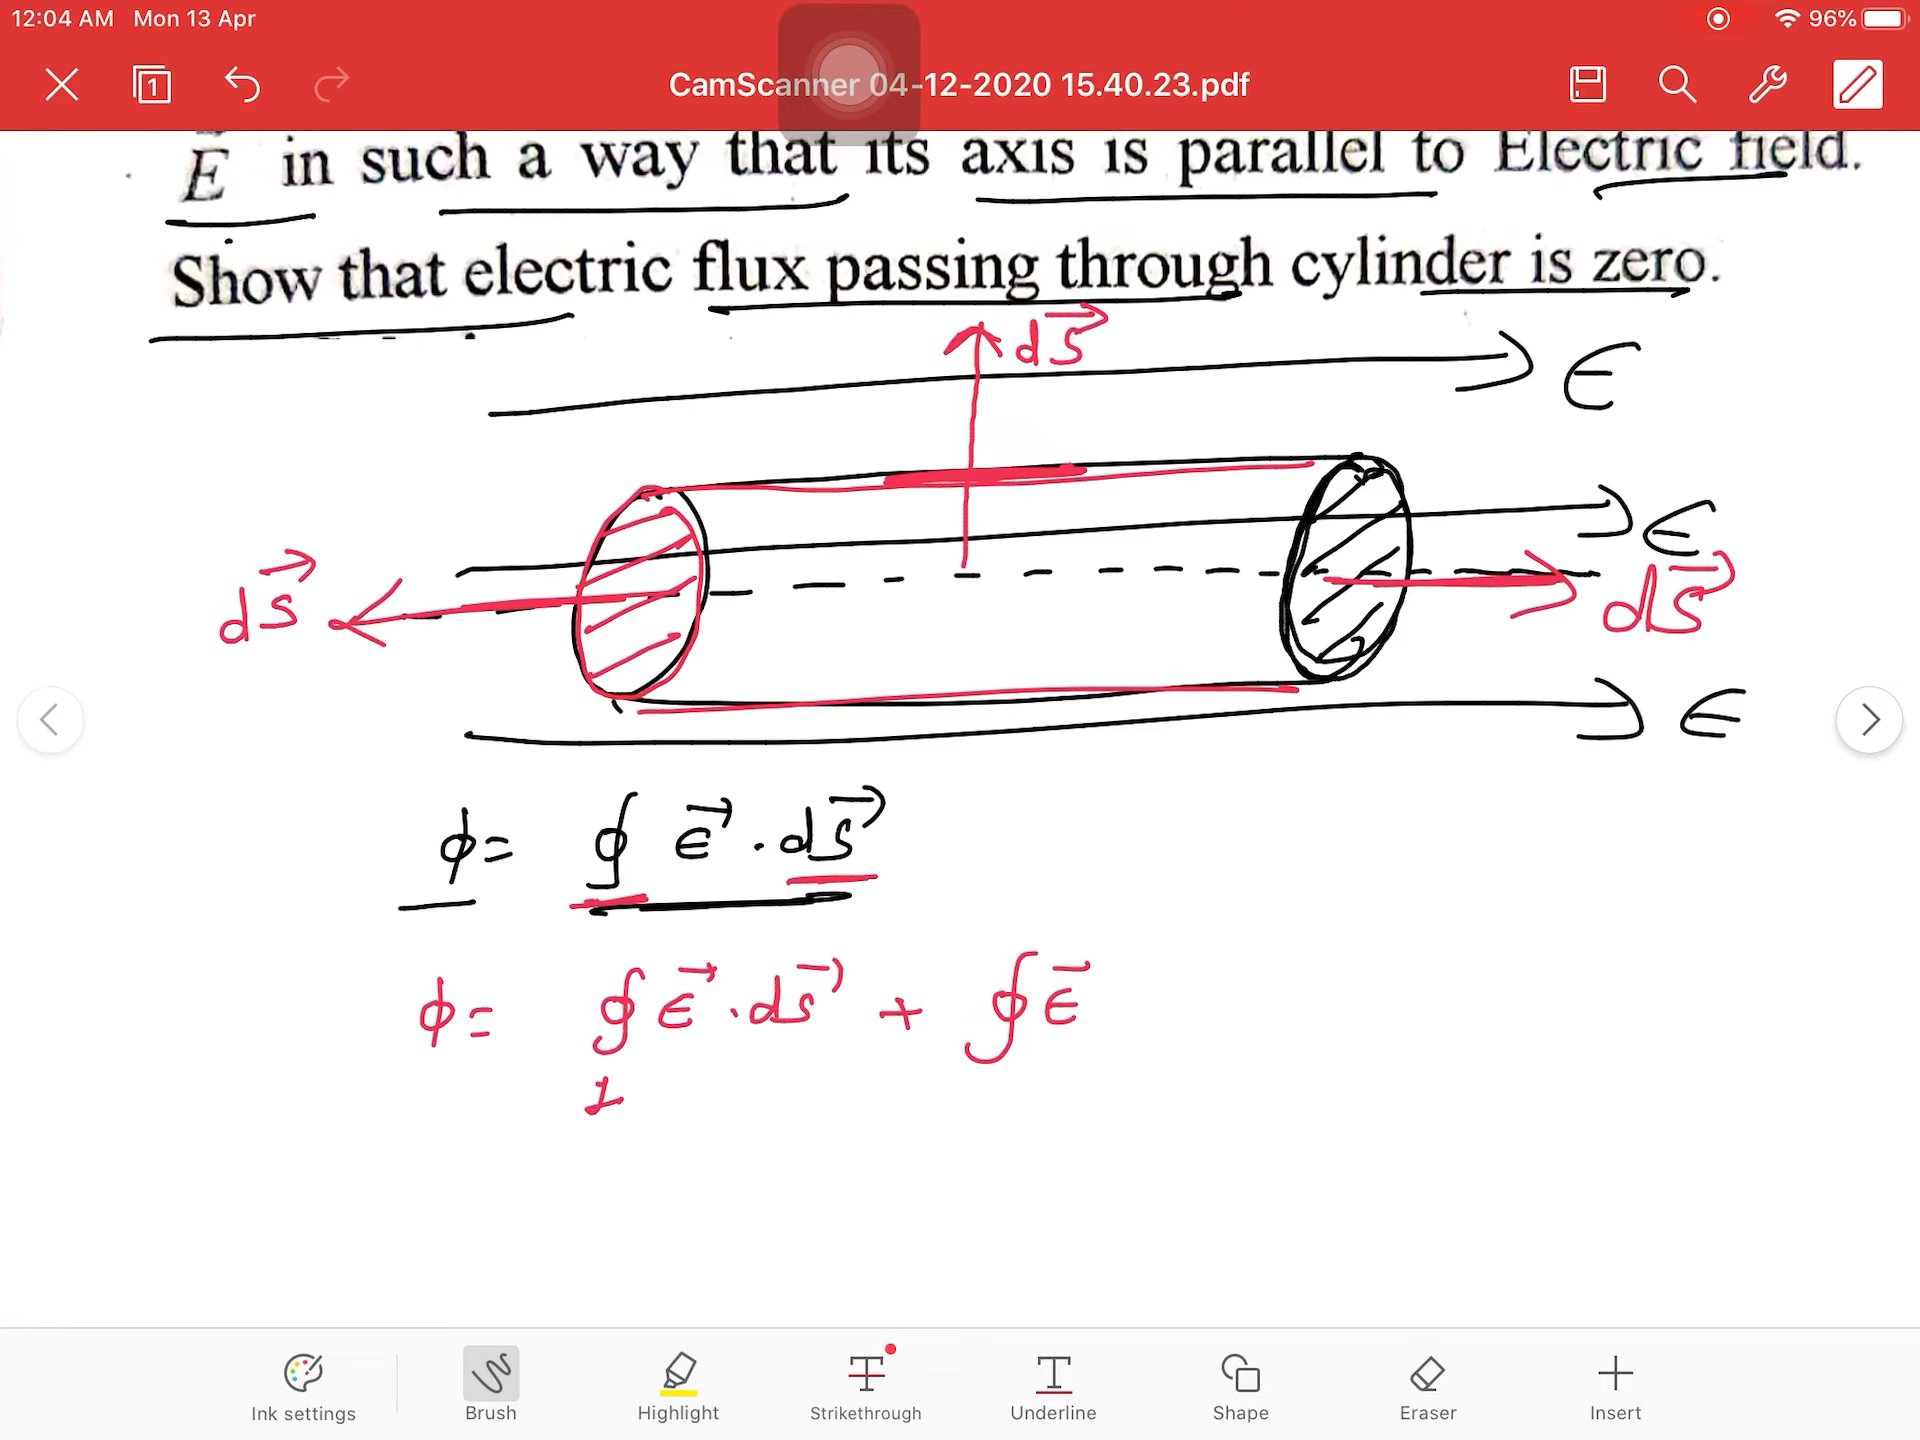 12:04 AM Mon 13 Apr
96%
1
CamScanner 04-12-2020 15.40.23.pdf
E⃗ in such a way that its axis is parallel to Electric field.
Show that electric flux passing through cylinder is zero.
ds⃗
E
E
ds⃗
ds⃗
E
ϕ= ∮ E⃗ . ds⃗
ϕ= ∮ E⃗ . ds⃗ + ∮ E⃗
1
Ink settings
Brush
Highlight
Strikethrough
Underline
Shape
Eraser
Insert